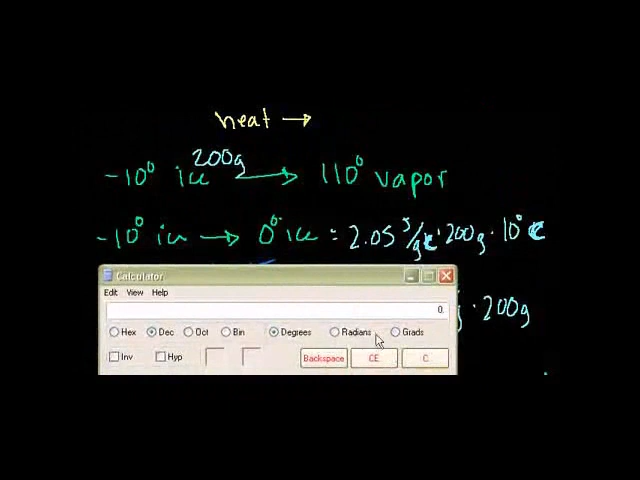 heat →
-10° ice 200g → 110° vapor
-10° ice → 0° ice = 2.05 J/g·C · 200g · 10° C
Calculator
Edit View Help
0.
g · 200g
Hex Dec Oct Bin Degrees Radians Grads
Inv Hyp Backspace CE C